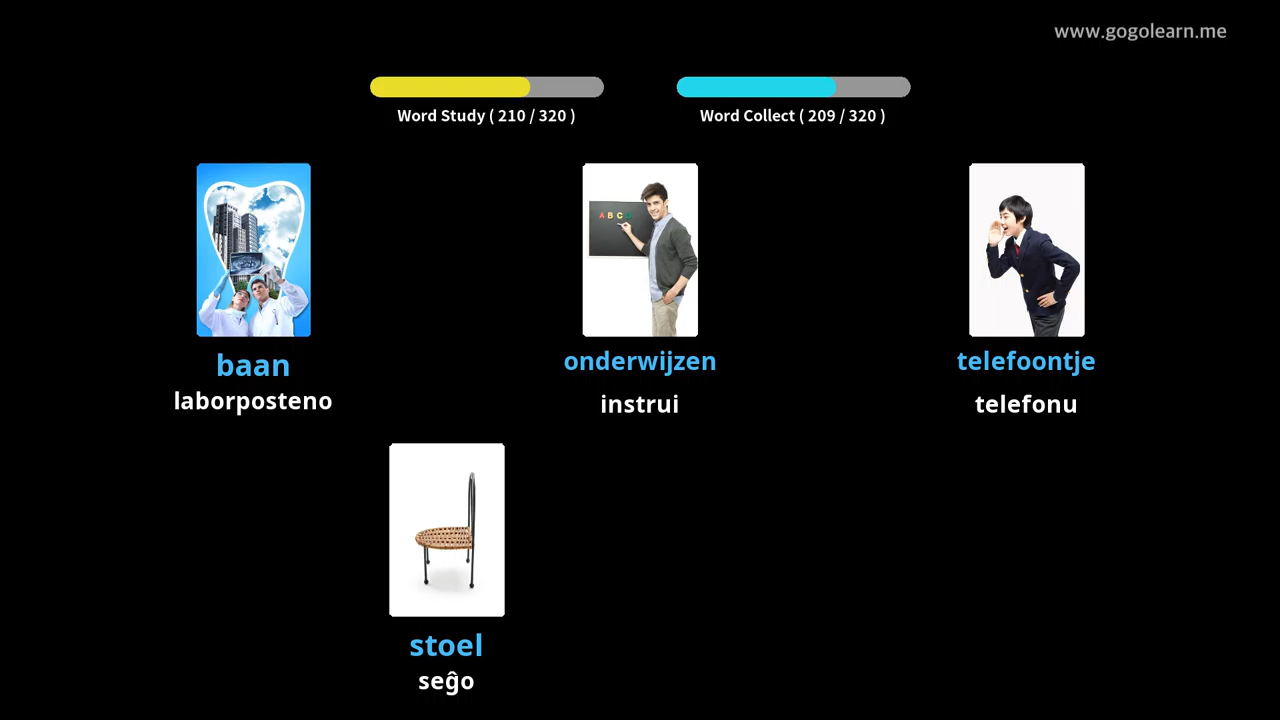 www.gogolearn.me
Word Study ( 210 / 320 )
Word Collect ( 209 / 320 )
A B C D
baan
laborposteno
onderwijzen
instrui
telefoontje
telefonu
stoel
seĝo